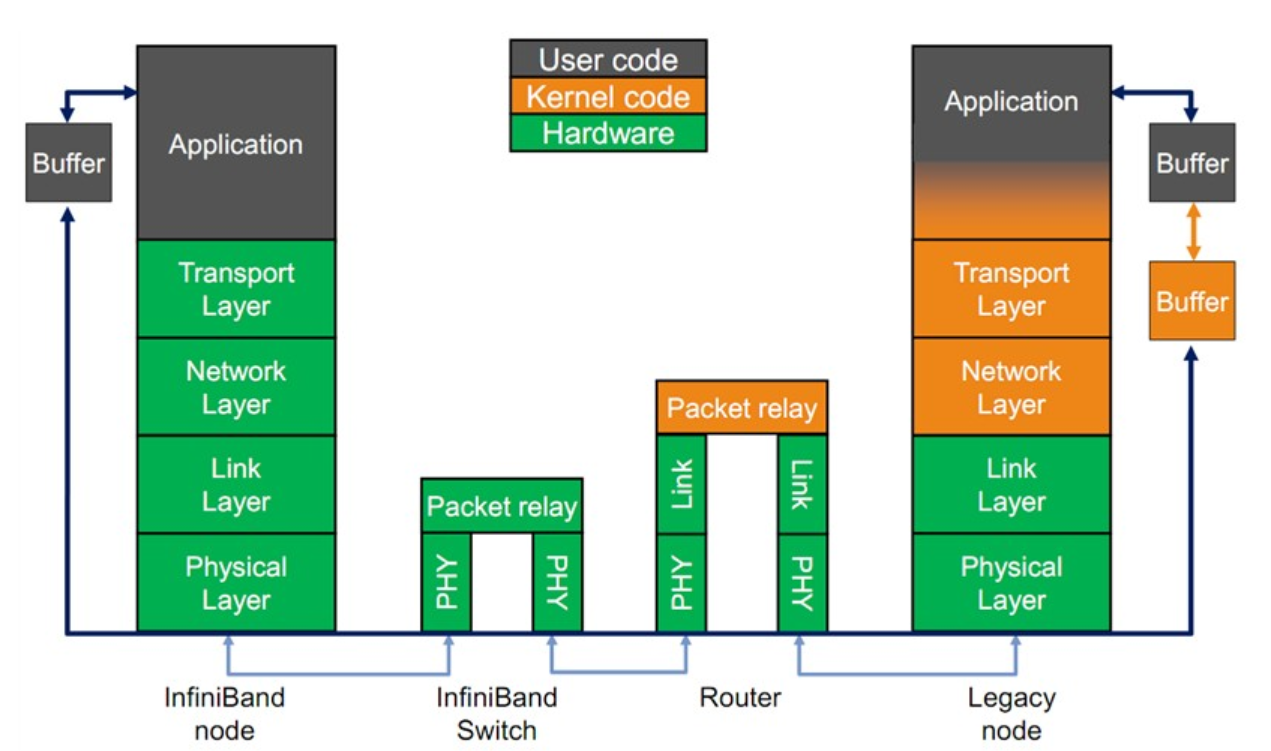 User code
Kernel code
Hardware
Application
Buffer
Transport
Layer
Network
Layer
Link
Layer
Physical
Layer
Packet relay
PHY
PHY
Packet relay
Link
Link
PHY
PHY
Application
Transport
Layer
Network
Layer
Link
Layer
Physical
Layer
Buffer
Buffer
InfiniBand
node
InfiniBand
Switch
Router
Legacy
node